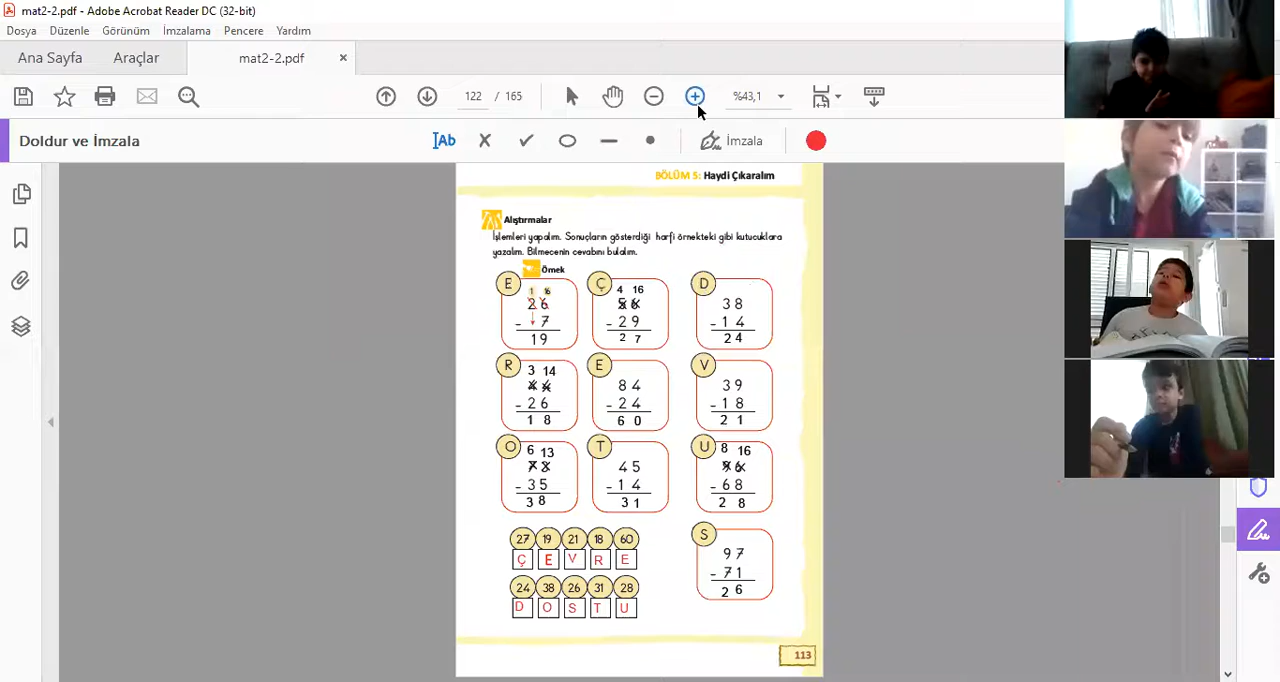 mat2-2.pdf - Adobe Acrobat Reader DC (32-bit)
Dosya Düzenle Görünüm İmzalama Pencere Yardım
Ana Sayfa Araçlar mat2-2.pdf ×
122 / 165 %43,1
Doldur ve İmzala Ab İmzala
BÖLÜM 5: Haydi Çıkaralım
Alıştırmalar
İşlemleri yapalım. Sonuçların gösterdiği harfi örnekteki gibi kutucuklara
yazalım. Bilmecenin cevabını bulalım.
Örnek
E Ç D
1 16 4 16
26 56 38
- 7 - 29 - 14
19 27 24
R E V
3 14
44 84 39
- 26 - 24 - 18
18 60 21
O T U
6 13 8 16
73 45 96
- 35 - 14 - 68
38 31 28
S
97
- 71
26
27 19 21 18 60
Ç E V R E
24 38 26 31 28
D O S T U
113